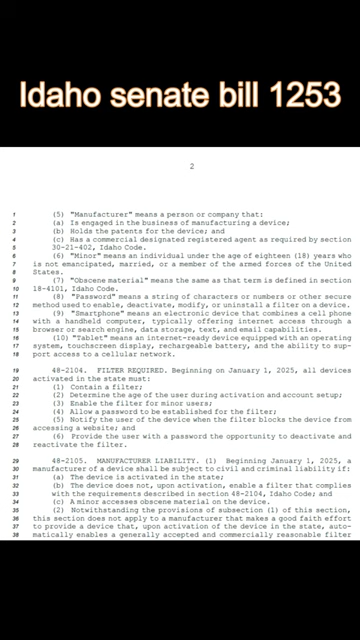 Idaho senate bill 1253
2
1 (5) "Manufacturer" means a person or company that:
2 (a) Is engaged in the business of manufacturing a device;
3 (b) Holds the patents for the device; and
4 (c) Has a commercial designated registered agent as required by section
5 30-21-402, Idaho Code.
6 (6) "Minor" means an individual under the age of eighteen (18) years who
7 is not emancipated, married, or a member of the armed forces of the United
8 States.
9 (7) "Obscene material" means the same as that term is defined in section
10 18-4101, Idaho Code.
11 (8) "Password" means a string of characters or numbers or other secure
12 method used to enable, deactivate, modify, or uninstall a filter on a device.
13 (9) "Smartphone" means an electronic device that combines a cell phone
14 with a handheld computer, typically offering internet access through a
15 browser or search engine, data storage, text, and email capabilities.
16 (10) "Tablet" means an internet-ready device equipped with an operating
17 system, touchscreen display, rechargeable battery, and the ability to sup-
18 port access to a cellular network.
19 48-2104. FILTER REQUIRED. Beginning on January 1, 2025, all devices
20 activated in the state must:
21 (1) Contain a filter;
22 (2) Determine the age of the user during activation and account setup;
23 (3) Enable the filter for minor users;
24 (4) Allow a password to be established for the filter;
25 (5) Notify the user of the device when the filter blocks the device from
26 accessing a website; and
27 (6) Provide the user with a password the opportunity to deactivate and
28 reactivate the filter.
29 48-2105. MANUFACTURER LIABILITY. (1) Beginning January 1, 2025, a
30 manufacturer of a device shall be subject to civil and criminal liability if:
31 (a) The device is activated in the state;
32 (b) The device does not, upon activation, enable a filter that complies
33 with the requirements described in section 48-2104, Idaho Code; and
34 (c) A minor accesses obscene material on the device.
35 (2) Notwithstanding the provisions of subsection (1) of this section,
36 this section does not apply to a manufacturer that makes a good faith effort
37 to provide a device that, upon activation of the device in the state, auto-
38 matically enables a generally accepted and commercially reasonable filter